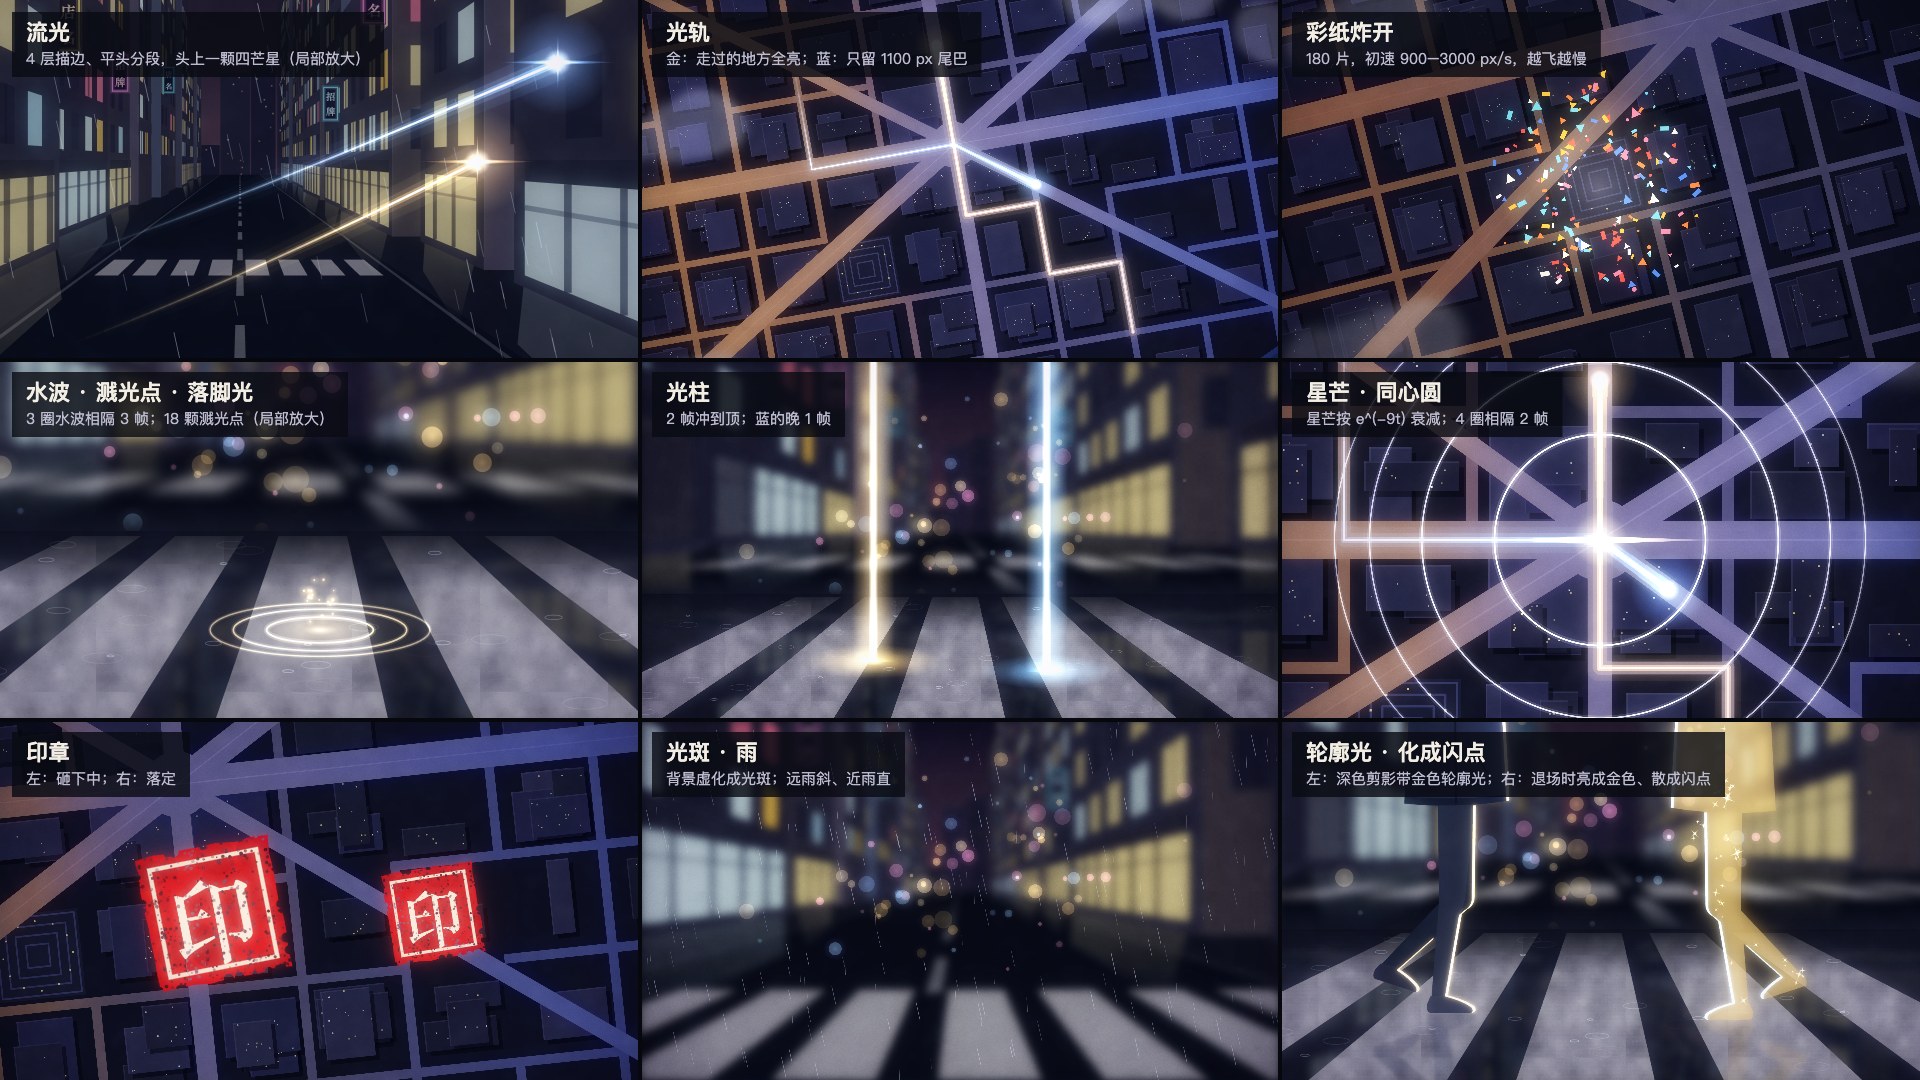 店
名
流光
4 层描边、平头分段，头上一颗四芒星（局部放大）
牌
名
招
牌
光轨
金：走过的地方全亮；蓝：只留 1100 px 尾巴
彩纸炸开
180 片，初速 900—3000 px/s，越飞越慢
水波 · 溅光点 · 落脚光
3 圈水波相隔 3 帧；18 颗溅光点（局部放大）
光柱
2 帧冲到顶；蓝的晚 1 帧
星芒 · 同心圆
星芒按 e^(−9t) 衰减；4 圈相隔 2 帧
印章
左：砸下中；右：落定
印
印
光斑 · 雨
背景虚化成光斑；远雨斜、近雨直
轮廓光 · 化成闪点
左：深色剪影带金色轮廓光；右：退场时亮成金色、散成闪点